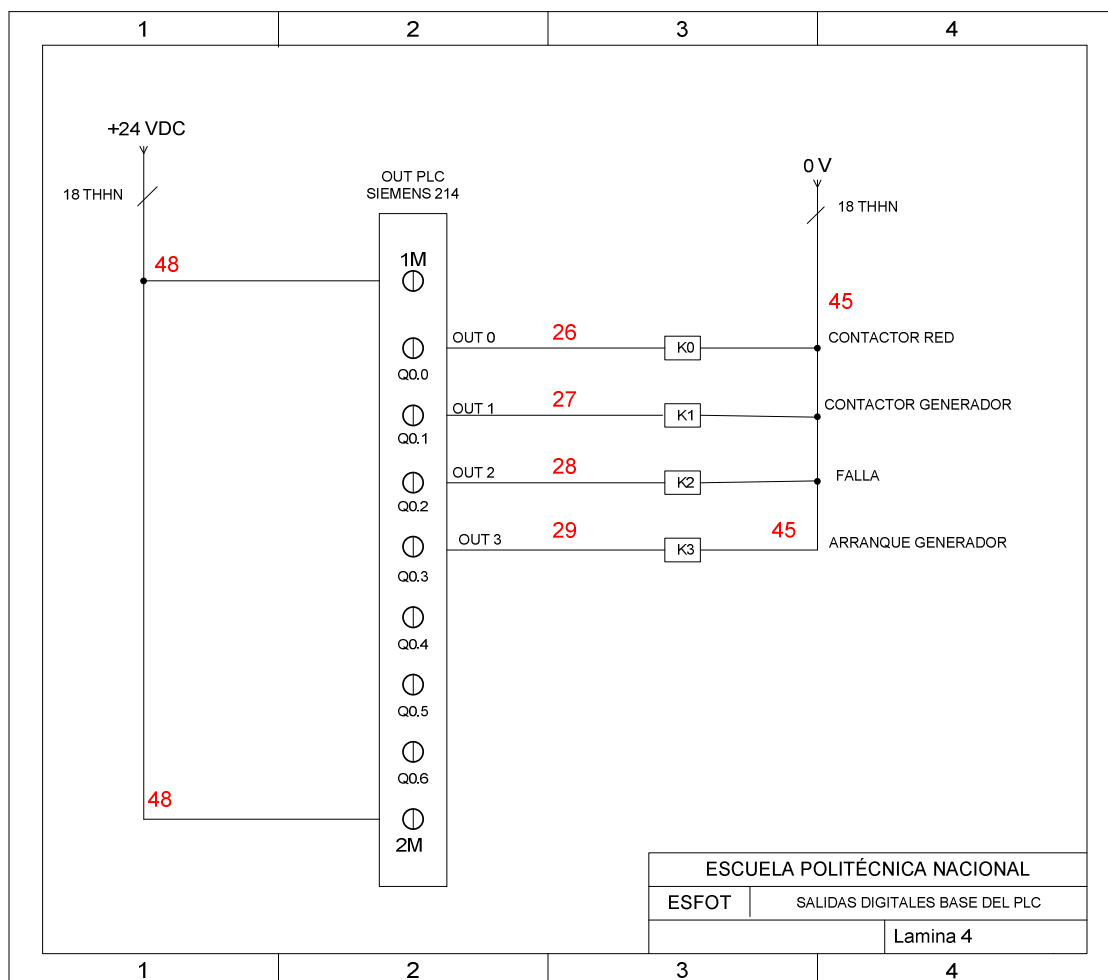 1 2 3 4
+24 VDC
18 THHN
OUT PLC
SIEMENS 214
0 V
18 THHN
48
1M
45
OUT 0
26
K0
CONTACTOR RED
Q0.0
OUT 1
27
K1
CONTACTOR GENERADOR
Q0.1
OUT 2
28
K2
FALLA
Q0.2
OUT 3
29
K3
45
ARRANQUE GENERADOR
Q0.3
Q0.4
Q0.5
Q0.6
48
2M
ESCUELA POLITÉCNICA NACIONAL
ESFOT
SALIDAS DIGITALES BASE DEL PLC
Lamina 4
1 2 3 4